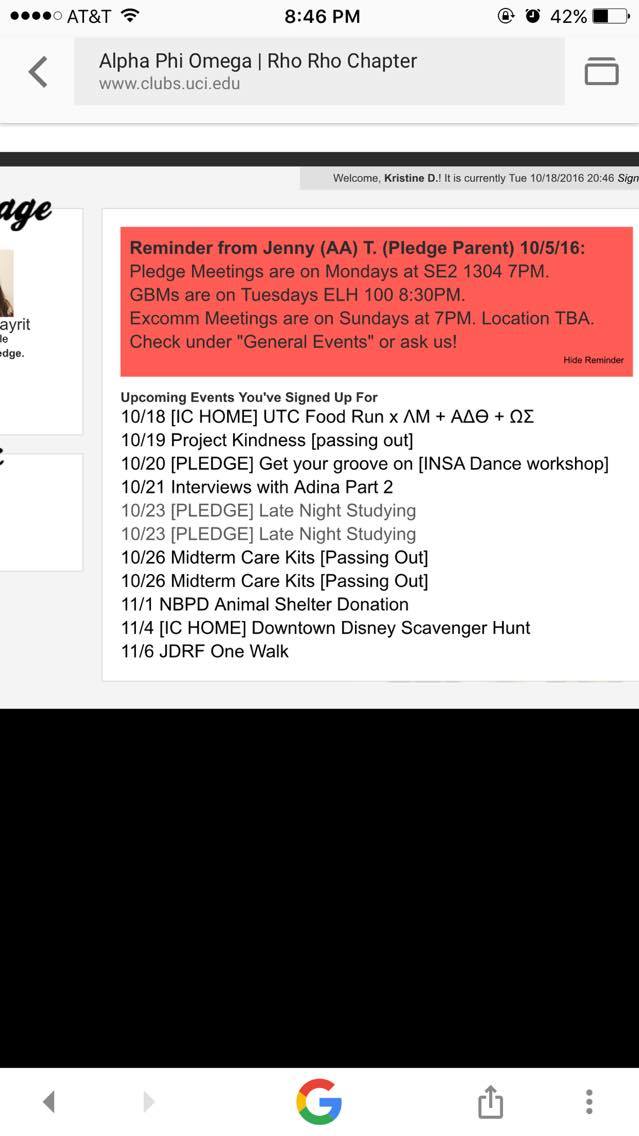 AT&T 8:46 PM 42%
Alpha Phi Omega | Rho Rho Chapter
www.clubs.uci.edu
Welcome, Kristine D.! It is currently Tue 10/18/2016 20:46 Sign
age
ayrit
le
edge.
Reminder from Jenny (AA) T. (Pledge Parent) 10/5/16:
Pledge Meetings are on Mondays at SE2 1304 7PM.
GBMs are on Tuesdays ELH 100 8:30PM.
Excomm Meetings are on Sundays at 7PM. Location TBA.
Check under "General Events" or ask us!
Hide Reminder
Upcoming Events You've Signed Up For
10/18 [IC HOME] UTC Food Run x ΛM + AΔΘ + ΩΣ
10/19 Project Kindness [passing out]
10/20 [PLEDGE] Get your groove on [INSA Dance workshop]
10/21 Interviews with Adina Part 2
10/23 [PLEDGE] Late Night Studying
10/23 [PLEDGE] Late Night Studying
10/26 Midterm Care Kits [Passing Out]
10/26 Midterm Care Kits [Passing Out]
11/1 NBPD Animal Shelter Donation
11/4 [IC HOME] Downtown Disney Scavenger Hunt
11/6 JDRF One Walk